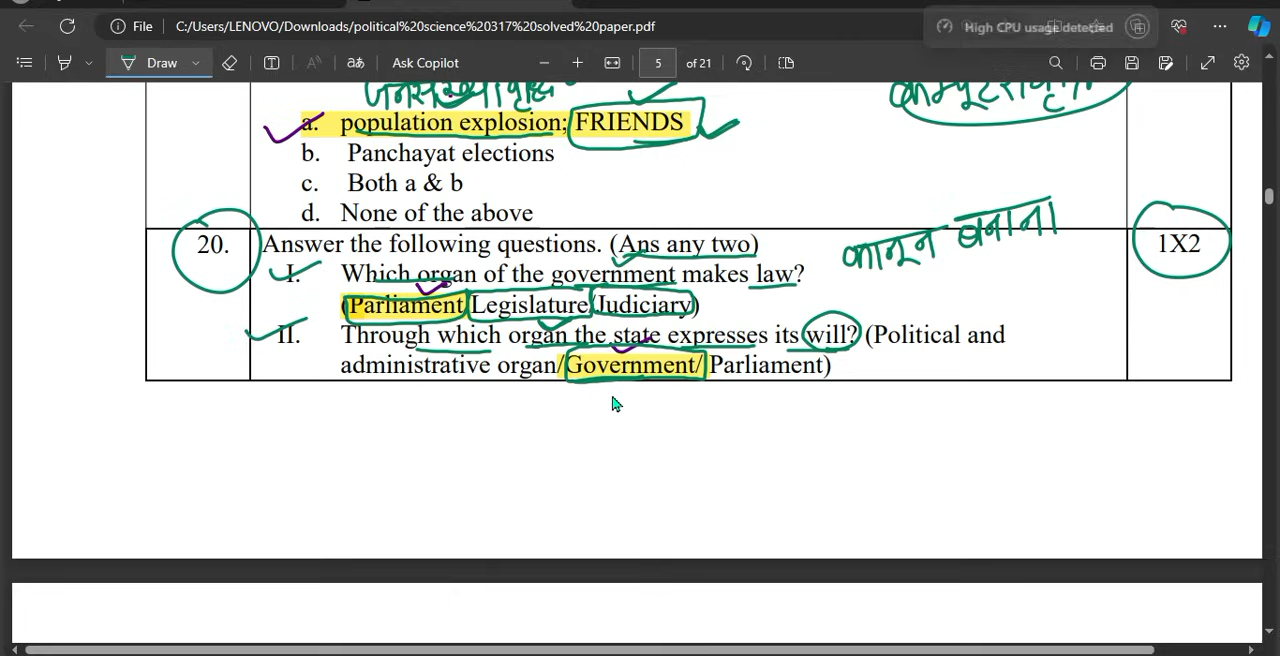 File C:/Users/LENOVO/Downloads/political%20science%20317%20solved%20paper.pdf High CPU usage detected
Draw Ask Copilot 5 of 21
a. population explosion; FRIENDS
b. Panchayat elections
c. Both a & b
d. None of the above
20. Answer the following questions. (Ans any two) कानून बनाना। 1X2
I. Which organ of the government makes law?
(Parliament/Legislature/Judiciary)
II. Through which organ the state expresses its will? (Political and
administrative organ/Government/ Parliament)